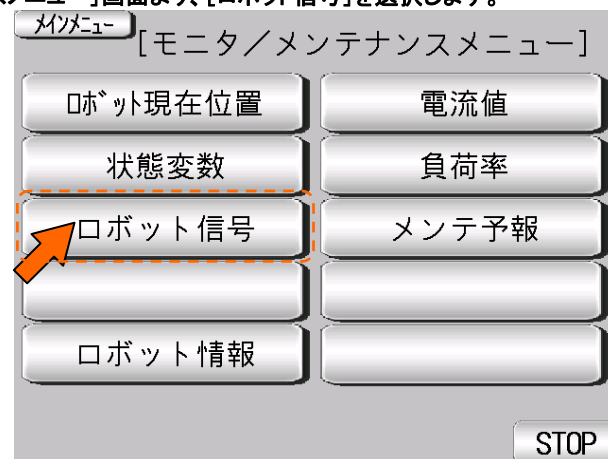 スメニュー]画面より、[ロボット信号]を選択します。
メインメニュー
[モニタ／メンテナンスメニュー]
ロボット現在位置
電流値
状態変数
負荷率
ロボット信号
メンテ予報
ロボット情報
STOP